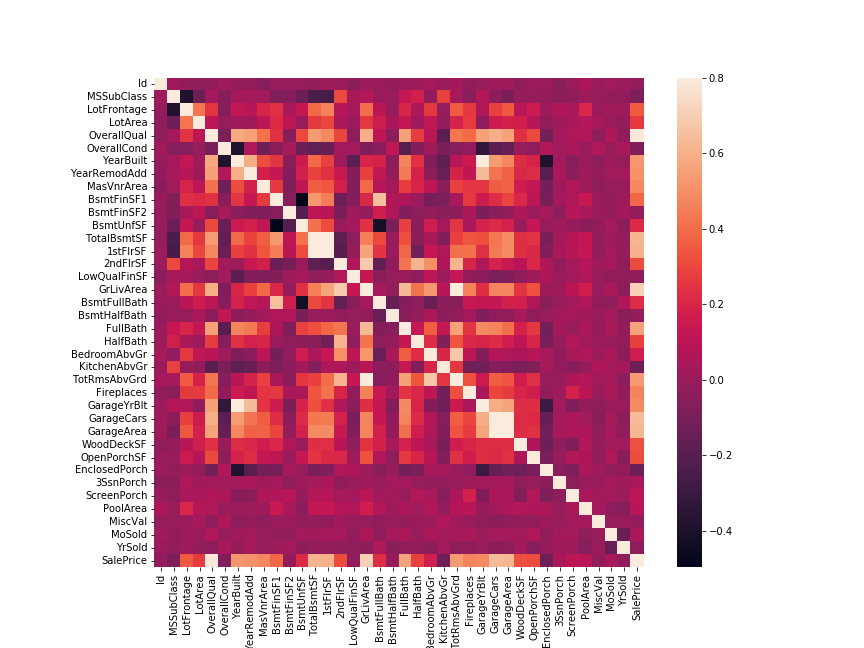 Id
MSSubClass
LotFrontage
LotArea
OverallQual
OverallCond
YearBuilt
YearRemodAdd
MasVnrArea
BsmtFinSF1
BsmtFinSF2
BsmtUnfSF
TotalBsmtSF
1stFlrSF
2ndFlrSF
LowQualFinSF
GrLivArea
BsmtFullBath
BsmtHalfBath
FullBath
HalfBath
BedroomAbvGr
KitchenAbvGr
TotRmsAbvGrd
Fireplaces
GarageYrBlt
GarageCars
GarageArea
WoodDeckSF
OpenPorchSF
EnclosedPorch
3SsnPorch
ScreenPorch
PoolArea
MiscVal
MoSold
YrSold
SalePrice
Id
MSSubClass
LotFrontage
LotArea
OverallQual
OverallCond
YearBuilt
YearRemodAdd
MasVnrArea
BsmtFinSF1
BsmtFinSF2
BsmtUnfSF
TotalBsmtSF
1stFlrSF
2ndFlrSF
LowQualFinSF
GrLivArea
BsmtFullBath
BsmtHalfBath
FullBath
HalfBath
BedroomAbvGr
KitchenAbvGr
TotRmsAbvGrd
Fireplaces
GarageYrBlt
GarageCars
GarageArea
WoodDeckSF
OpenPorchSF
EnclosedPorch
3SsnPorch
ScreenPorch
PoolArea
MiscVal
MoSold
YrSold
SalePrice
0.8
0.6
0.4
0.2
0.0
−0.2
−0.4